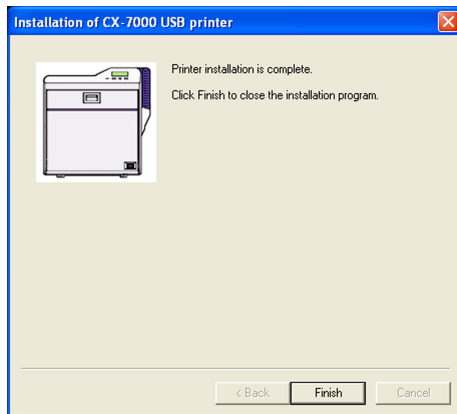 Installation of CX-7000 USB printer
Printer installation is complete.
Click Finish to close the installation program.
< Back
Finish
Cancel